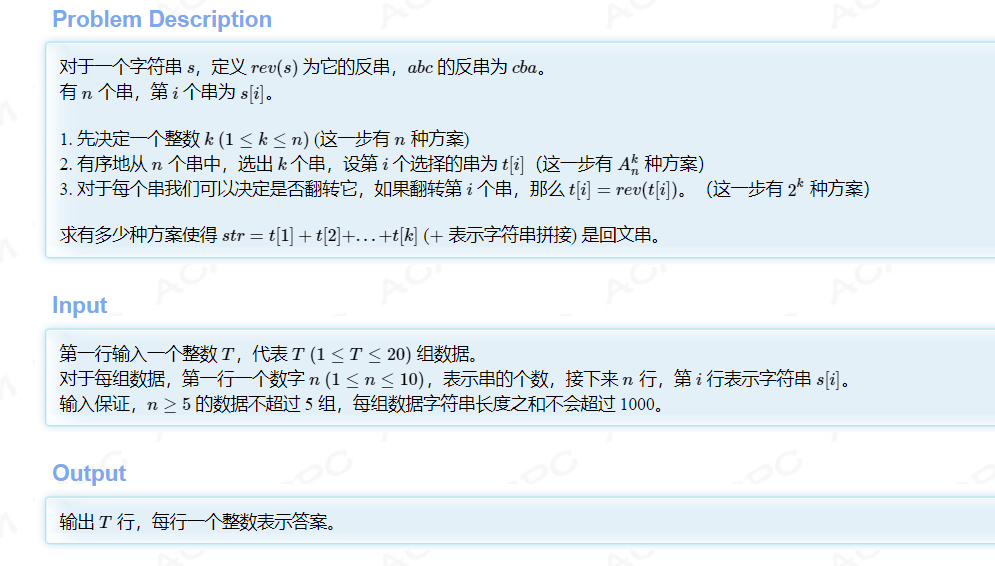 Problem Description
对于一个字符串 s，定义 rev(s) 为它的反串，abc 的反串为 cba。
有 n 个串，第 i 个串为 s[i]。
1. 先决定一个整数 k (1 ≤ k ≤ n) (这一步有 n 种方案)
2. 有序地从 n 个串中，选出 k 个串，设第 i 个选择的串为 t[i]（这一步有 Aₙᵏ 种方案）
3. 对于每个串我们可以决定是否翻转它，如果翻转第 i 个串，那么 t[i] = rev(t[i])。（这一步有 2ᵏ 种方案）
求有多少种方案使得 str = t[1] + t[2]+...+t[k] (+ 表示字符串拼接) 是回文串。
Input
第一行输入一个整数 T，代表 T (1 ≤ T ≤ 20) 组数据。
对于每组数据，第一行一个数字 n (1 ≤ n ≤ 10)，表示串的个数，接下来 n 行，第 i 行表示字符串 s[i]。
输入保证，n ≥ 5 的数据不超过 5 组，每组数据字符串长度之和不会超过 1000。
Output
输出 T 行，每行一个整数表示答案。